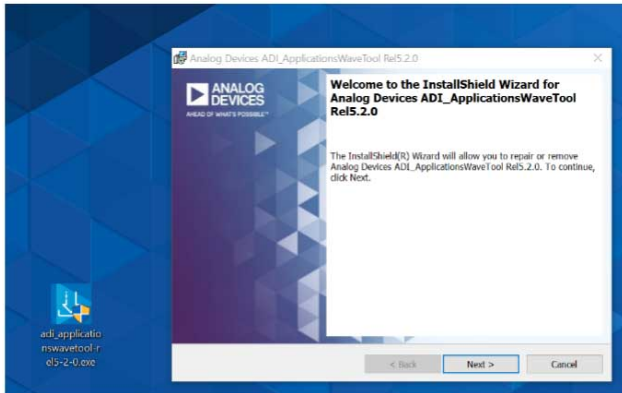 Analog Devices ADI_ApplicationsWaveTool Rel5.2.0
ANALOG
DEVICES
AHEAD OF WHAT'S POSSIBLE™
Welcome to the InstallShield Wizard for
Analog Devices ADI_ApplicationsWaveTool
Rel5.2.0
The InstallShield(R) Wizard will allow you to repair or remove
Analog Devices ADI_ApplicationsWaveTool Rel5.2.0. To continue,
click Next.
adi_applicatio
nswavetool-r
el5-2-0.exe
< Back
Next >
Cancel